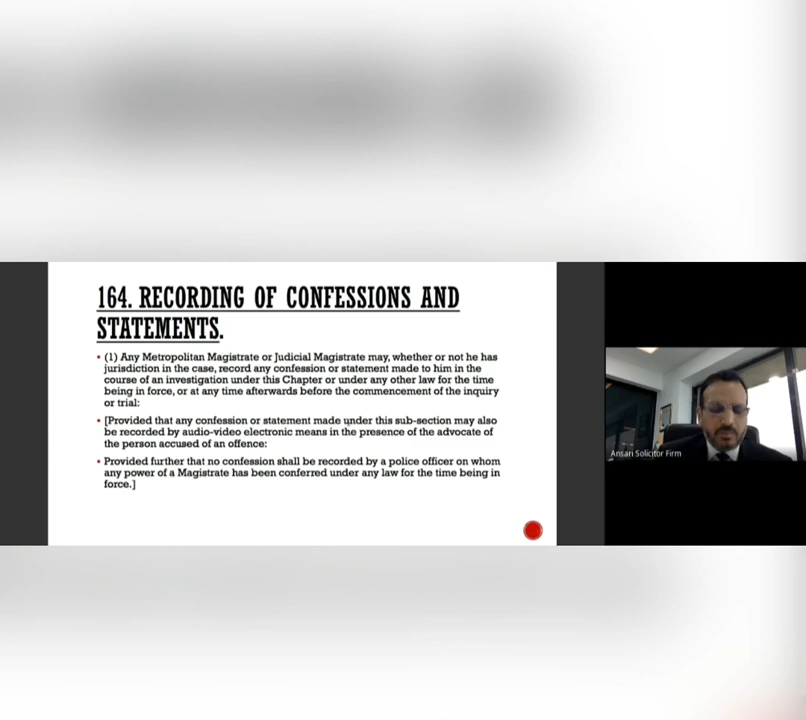 164. RECORDING OF CONFESSIONS AND
STATEMENTS.
• (1) Any Metropolitan Magistrate or Judicial Magistrate may, whether or not he has
jurisdiction in the case, record any confession or statement made to him in the
course of an investigation under this Chapter or under any other law for the time
being in force, or at any time afterwards before the commencement of the inquiry
or trial:
• [Provided that any confession or statement made under this sub-section may also
be recorded by audio-video electronic means in the presence of the advocate of
the person accused of an offence:
• Provided further that no confession shall be recorded by a police officer on whom
any power of a Magistrate has been conferred under any law for the time being in
force.]
Ansari Solicitor Firm